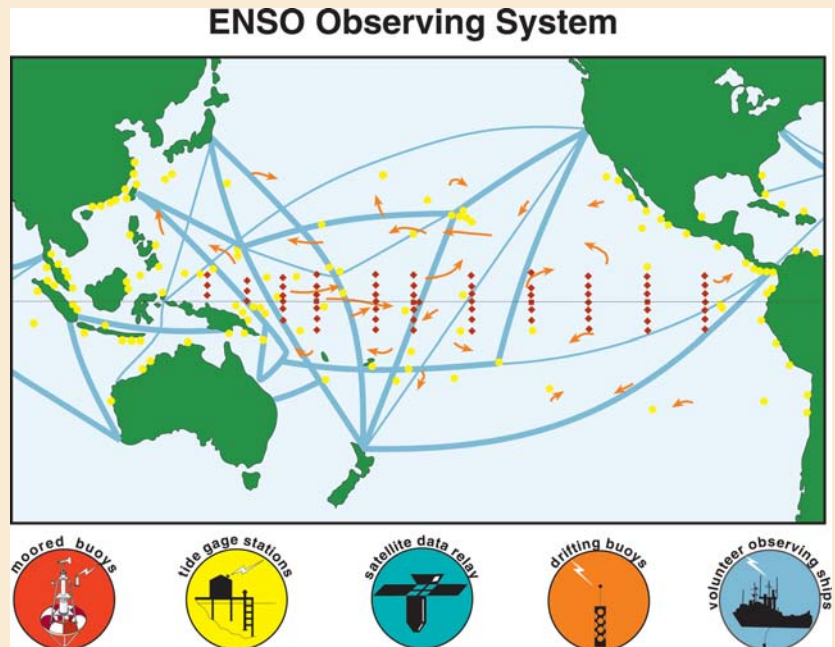 ENSO Observing System
moored buoys
tide gage stations
satellite data relay
drifting buoys
volunteer observing ships